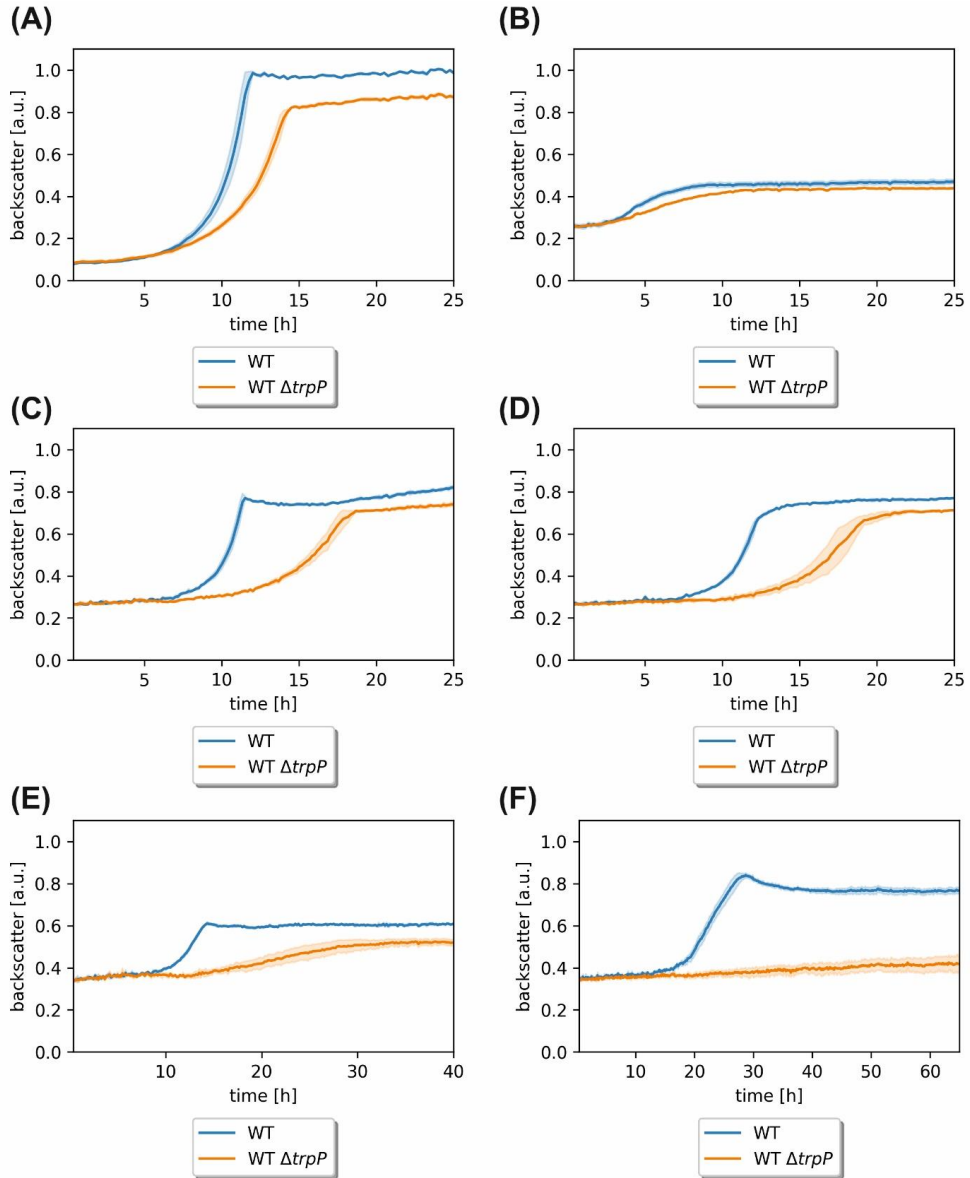 (A)
backscatter [a.u.]
1.0
0.8
0.6
0.4
0.2
0.0
5 10 15 20 25
time [h]
WT
WT ΔtrpP
(B)
backscatter [a.u.]
1.0
0.8
0.6
0.4
0.2
0.0
5 10 15 20 25
time [h]
WT
WT ΔtrpP
(C)
backscatter [a.u.]
1.0
0.8
0.6
0.4
0.2
0.0
5 10 15 20 25
time [h]
WT
WT ΔtrpP
(D)
backscatter [a.u.]
1.0
0.8
0.6
0.4
0.2
0.0
5 10 15 20 25
time [h]
WT
WT ΔtrpP
(E)
backscatter [a.u.]
1.0
0.8
0.6
0.4
0.2
0.0
10 20 30 40
time [h]
WT
WT ΔtrpP
(F)
backscatter [a.u.]
1.0
0.8
0.6
0.4
0.2
0.0
10 20 30 40 50 60
time [h]
WT
WT ΔtrpP